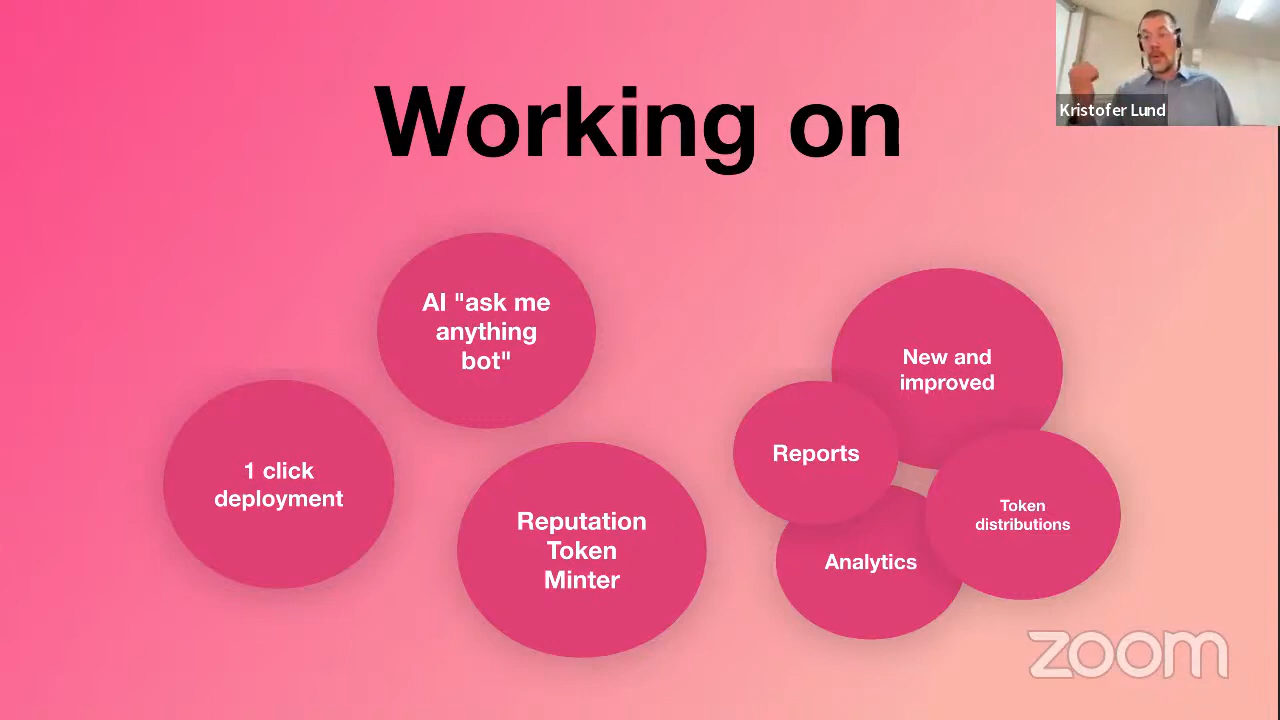 Working on
Kristofer Lund
AI "ask me
anything
bot"
1 click
deployment
Reputation
Token
Minter
New and
improved
Reports
Token
distributions
Analytics
zoom